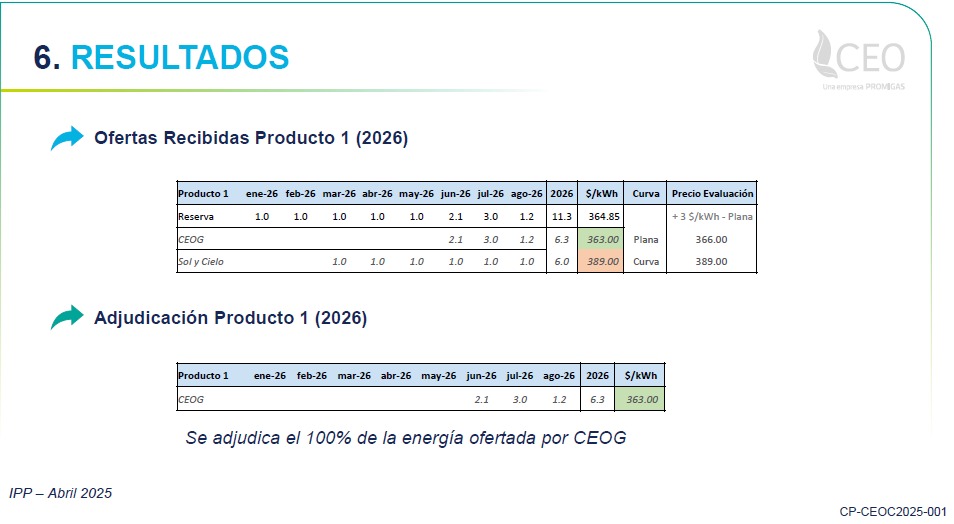 6. RESULTADOS
CEO
Una empresa PROMIGAS
Ofertas Recibidas Producto 1 (2026)
Producto 1 ene-26 feb-26 mar-26 abr-26 may-26 jun-26 jul-26 ago-26 2026 $/kWh Curva Precio Evaluación
Reserva 1.0 1.0 1.0 1.0 1.0 2.1 3.0 1.2 11.3 364.85 + 3 $/kWh - Plana
CEOG 2.1 3.0 1.2 6.3 363.00 Plana 366.00
Sol y Cielo 1.0 1.0 1.0 1.0 1.0 1.0 6.0 389.00 Curva 389.00
Adjudicación Producto 1 (2026)
Producto 1 ene-26 feb-26 mar-26 abr-26 may-26 jun-26 jul-26 ago-26 2026 $/kWh
CEOG 2.1 3.0 1.2 6.3 363.00
Se adjudica el 100% de la energía ofertada por CEOG
IPP – Abril 2025
CP-CEOC2025-001